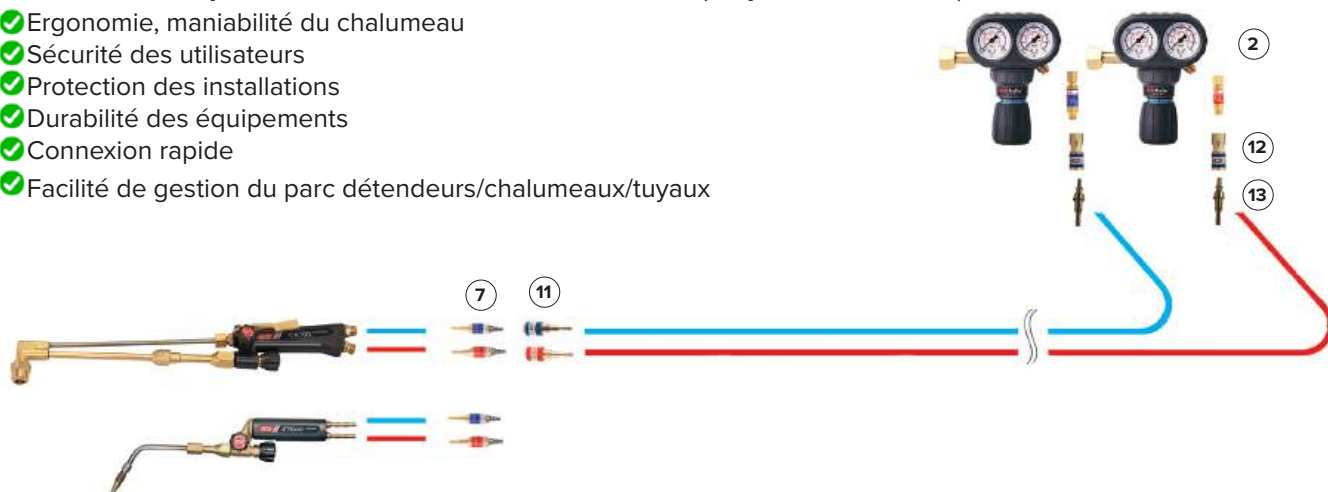 Ergonomie, maniabilité du chalumeau
Sécurité des utilisateurs
Protection des installations
Durabilité des équipements
Connexion rapide
Facilité de gestion du parc détendeurs/chalumeaux/tuyaux
2
12
13
7
11